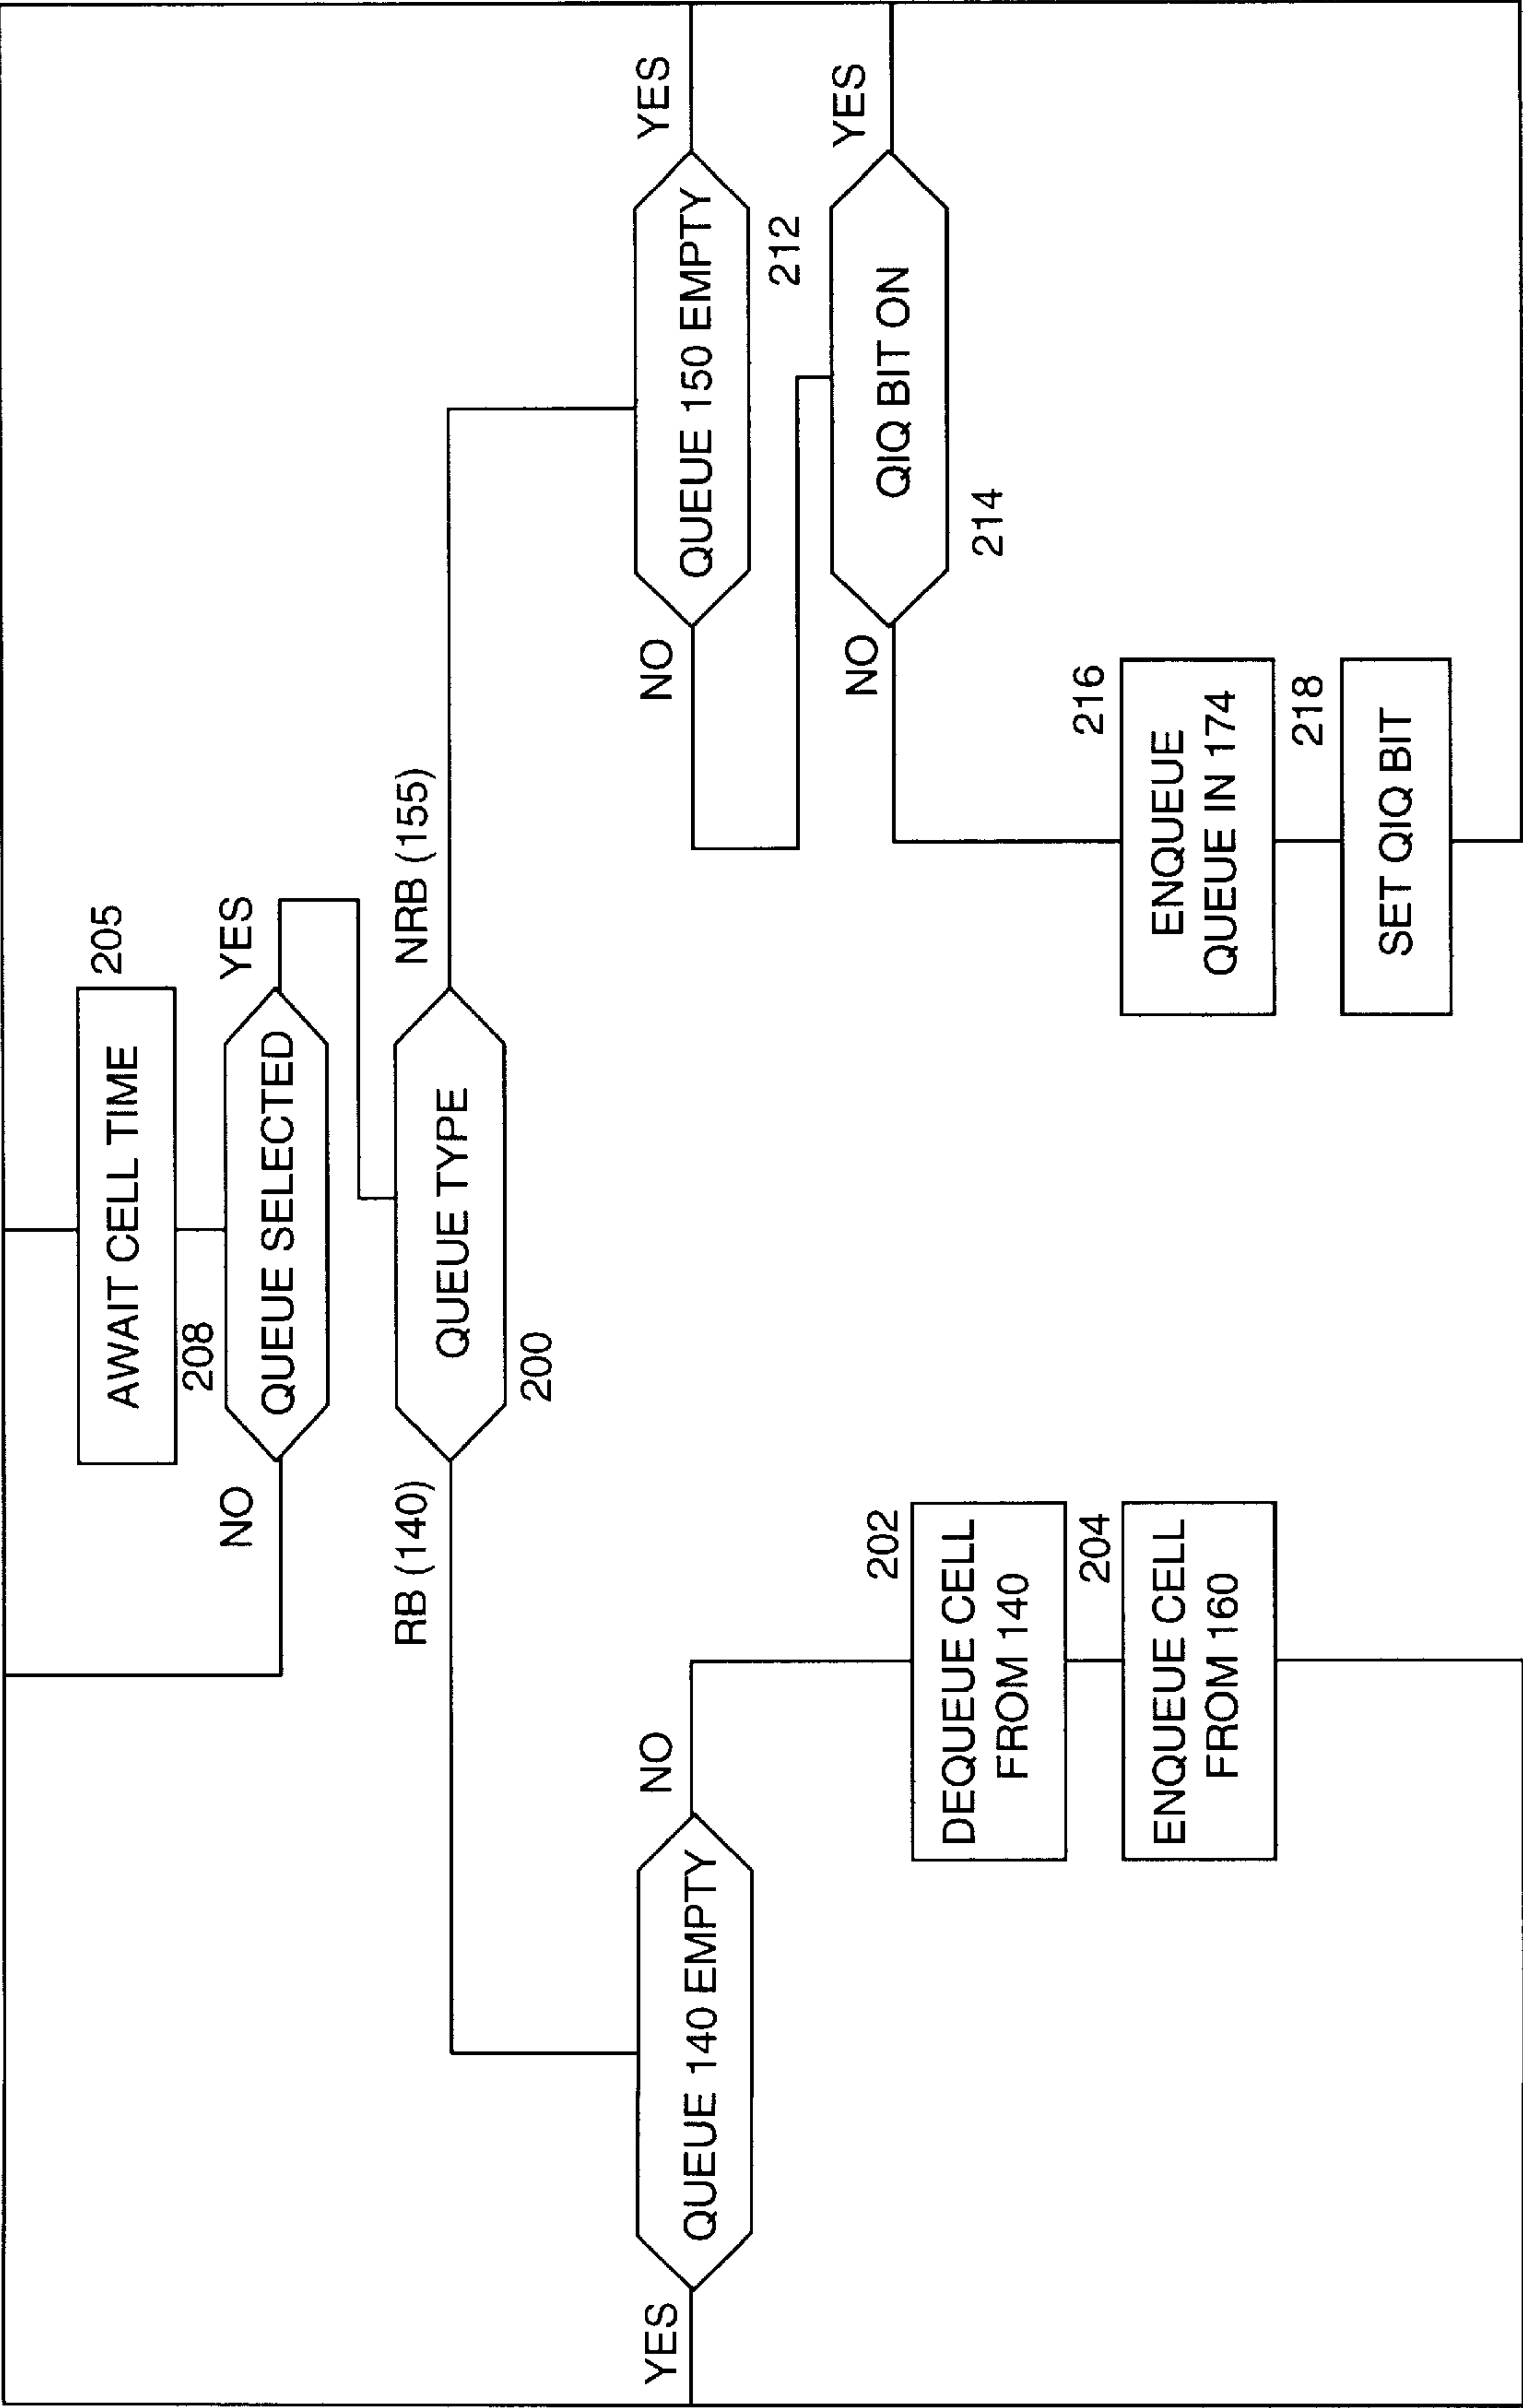 AWAIT CELL TIME
205
208
NO
QUEUE SELECTED
YES
RB (140)
QUEUE TYPE
NRB (155)
200
YES
QUEUE 140 EMPTY
NO
NO
QUEUE 150 EMPTY
YES
212
NO
QIQ BIT ON
YES
214
202
DEQUEUE CELL
FROM 140
204
ENQUEUE CELL
FROM 160
216
ENQUEUE
QUEUE IN 174
218
SET QIQ BIT